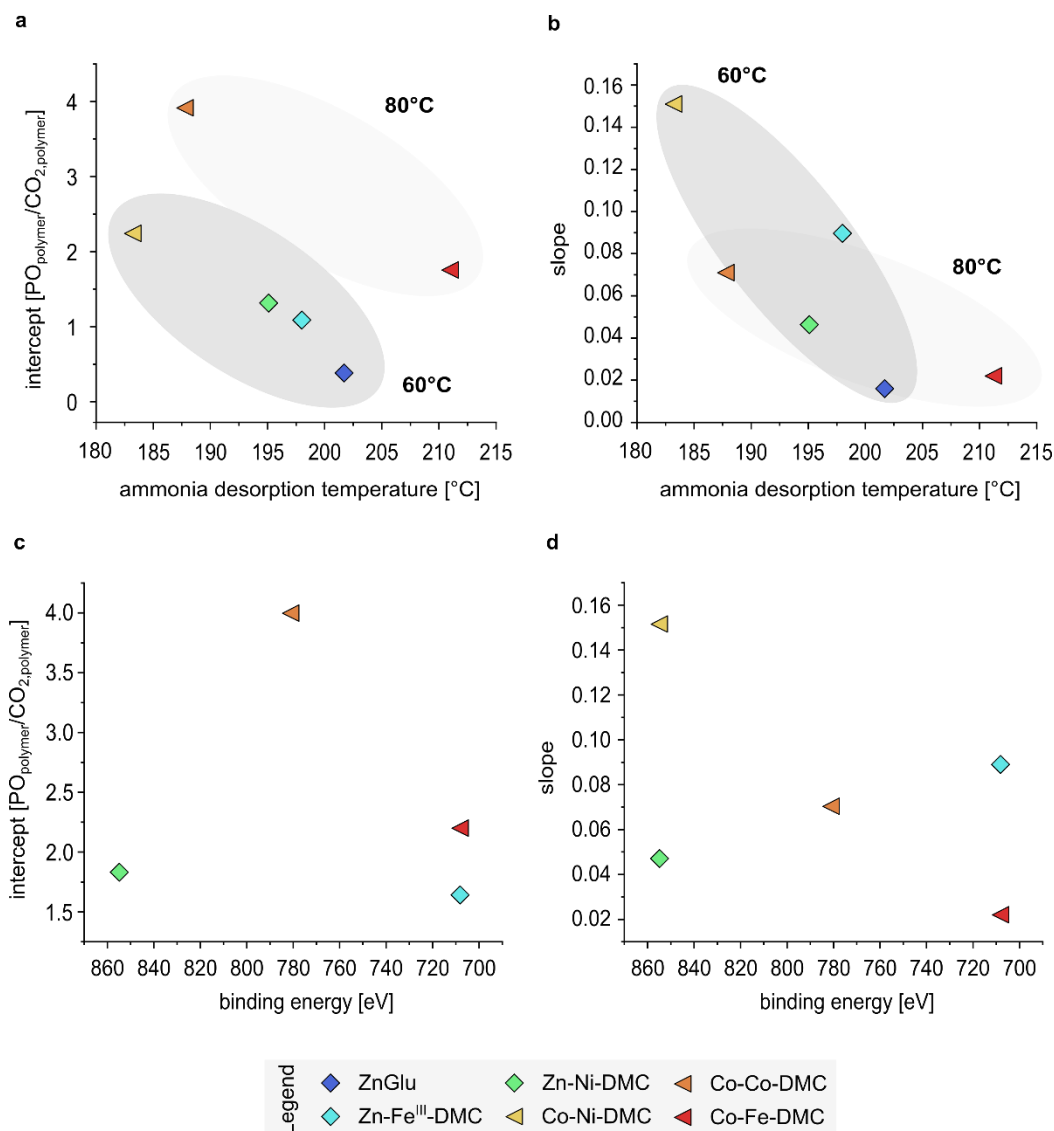 a
intercept [POpolymer/CO2,polymer]
4
3
2
1
0
80°C
60°C
180 185 190 195 200 205 210 215
ammonia desorption temperature [°C]
b
slope
0.16
0.14
0.12
0.10
0.08
0.06
0.04
0.02
0.00
60°C
80°C
180 185 190 195 200 205 210 215
ammonia desorption temperature [°C]
c
intercept [POpolymer/CO2,polymer]
4.0
3.5
3.0
2.5
2.0
1.5
860 840 820 800 780 760 740 720 700
binding energy [eV]
d
slope
0.16
0.14
0.12
0.10
0.08
0.06
0.04
0.02
860 840 820 800 780 760 740 720 700
binding energy [eV]
Legend
ZnGlu Zn-Ni-DMC Co-Co-DMC
Zn-FeIII-DMC Co-Ni-DMC Co-Fe-DMC